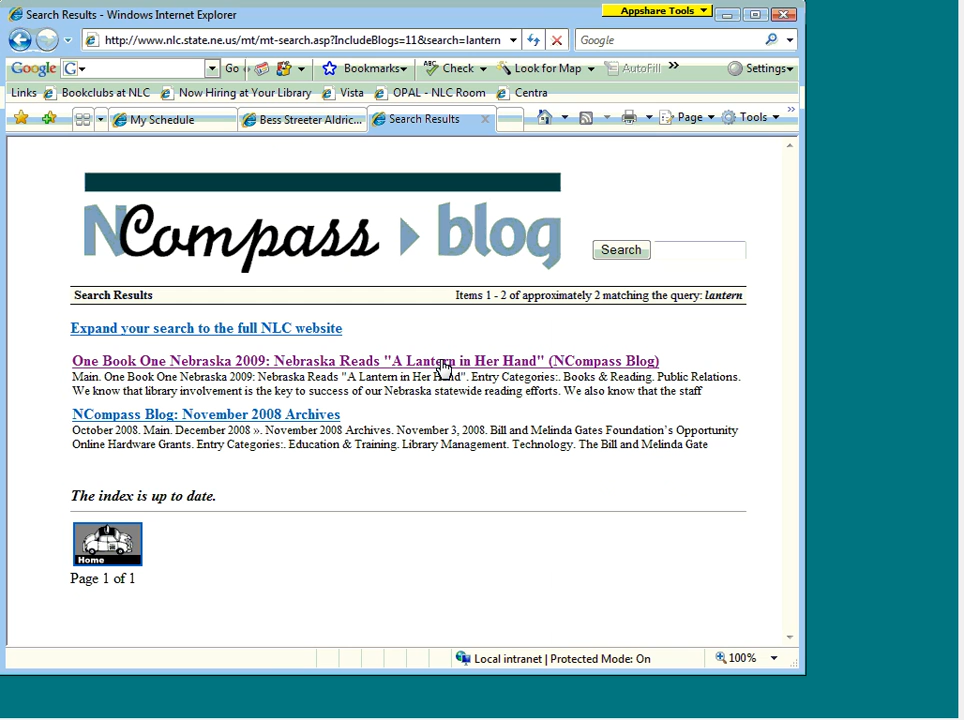 Search Results - Windows Internet Explorer
Appshare Tools
http://www.nlc.state.ne.us/mt/mt-search.asp?IncludeBlogs=11&search=lantern
Google
Google G Go Bookmarks ABC Check Look for Map AutoFill Settings
Links Bookclubs at NLC Now Hiring at Your Library Vista OPAL - NLC Room Centra
My Schedule Bess Streeter Aldric... Search Results Page Tools
NCompass blog
Search
Search Results Items 1 - 2 of approximately 2 matching the query: lantern
Expand your search to the full NLC website
One Book One Nebraska 2009: Nebraska Reads "A Lantern in Her Hand" (NCompass Blog)
Main. One Book One Nebraska 2009: Nebraska Reads "A Lantern in Her Hand". Entry Categories:. Books & Reading. Public Relations.
We know that library involvement is the key to success of our Nebraska statewide reading efforts. We also know that the staff
NCompass Blog: November 2008 Archives
October 2008. Main. December 2008 ». November 2008 Archives. November 3, 2008. Bill and Melinda Gates Foundation's Opportunity
Online Hardware Grants. Entry Categories:. Education & Training. Library Management. Technology. The Bill and Melinda Gate
The index is up to date.
Home
Page 1 of 1
Local intranet | Protected Mode: On 100%